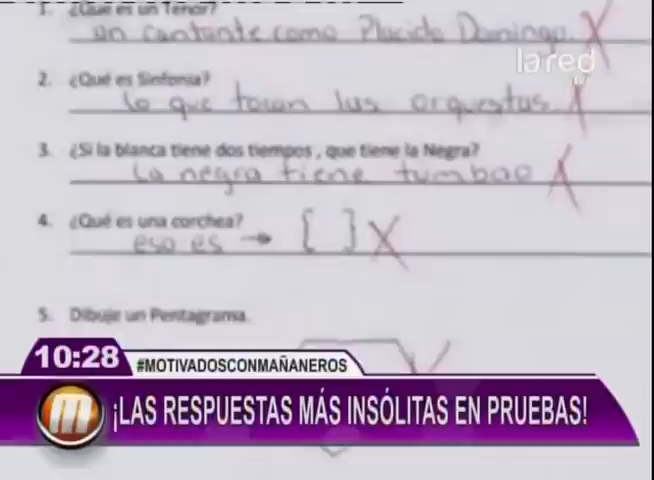 1. ¿Qué es un Tenor?
un cantante como Placido Domingo.
lared
2. ¿Qué es Sinfonía?
lo que tocan las orquestas.
3. ¿Si la blanca tiene dos tiempos, que tiene la Negra?
La negra tiene tumbao
4. ¿Qué es una corchea?
eso es → [ ]
5. Dibuje un Pentagrama.
10:28 #MOTIVADOSCONMAÑANEROS
¡LAS RESPUESTAS MÁS INSÓLITAS EN PRUEBAS!